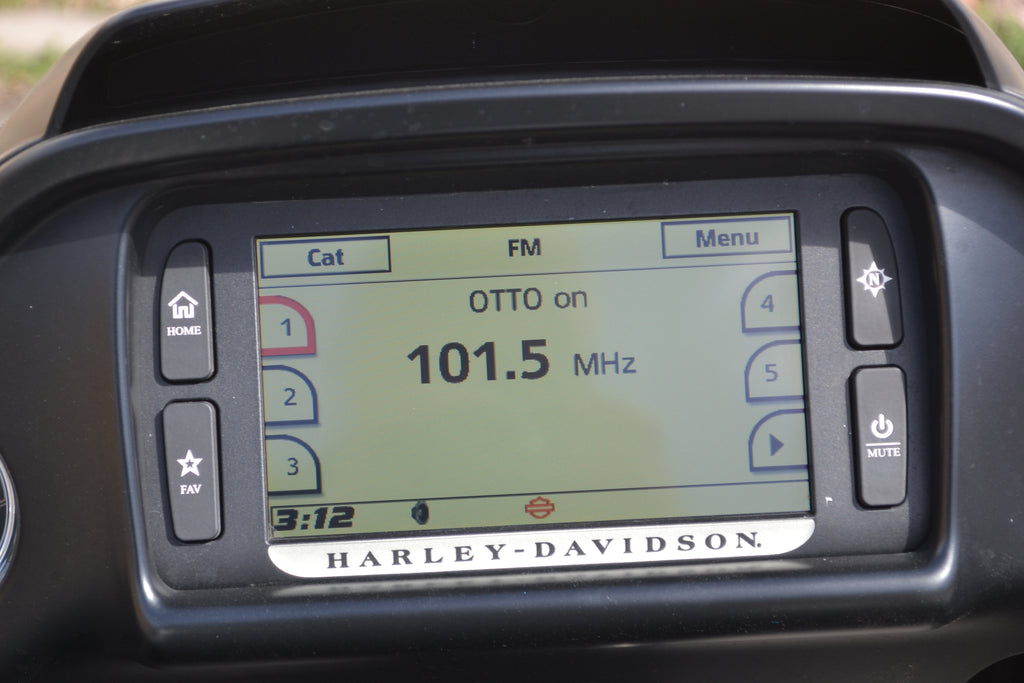 Cat FM Menu
OTTO on
101.5 MHz
1
2
3
4
5
3:12
HARLEY-DAVIDSON.
HOME
FAV
N
MUTE